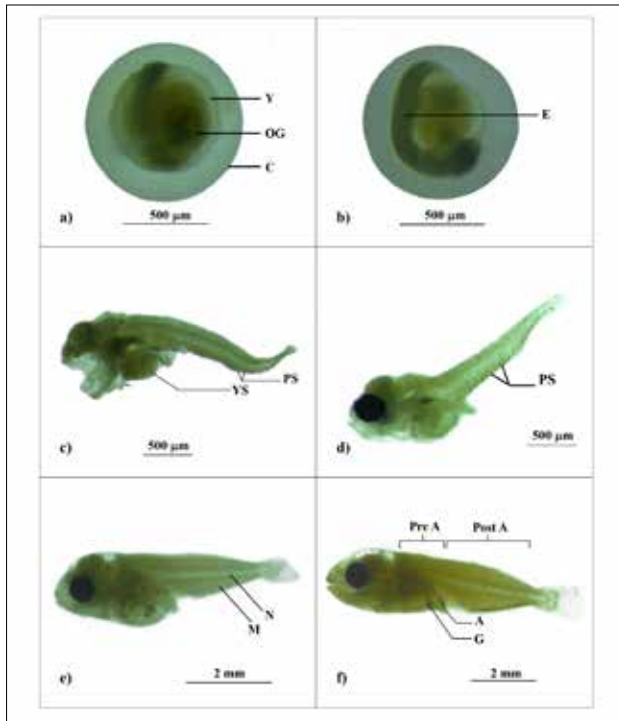 Y
OG
C
a)
500 µm
E
b)
500 µm
PS
YS
c)
500 µm
PS
d)
500 µm
N
M
e)
2 mm
Pre A
Post A
A
G
f)
2 mm